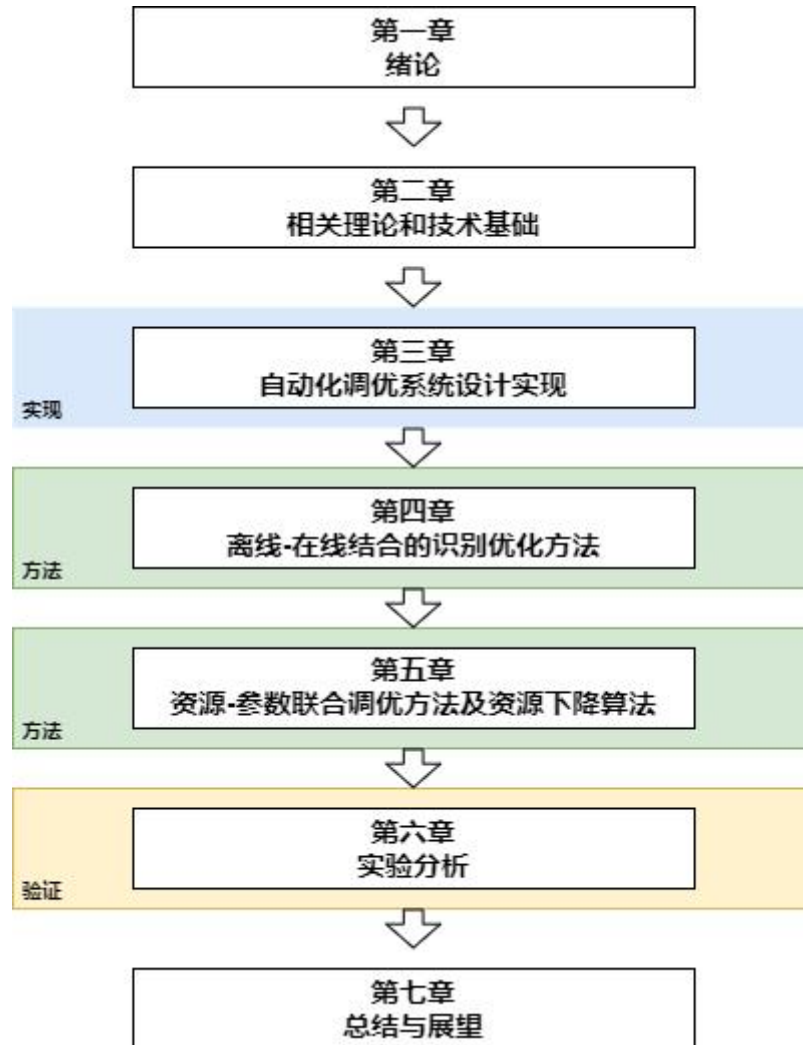 第一章
绪论
第二章
相关理论和技术基础
第三章
自动化调优系统设计实现
实现
第四章
离线-在线结合的识别优化方法
方法
第五章
资源-参数联合调优方法及资源下降算法
方法
第六章
实验分析
验证
第七章
总结与展望